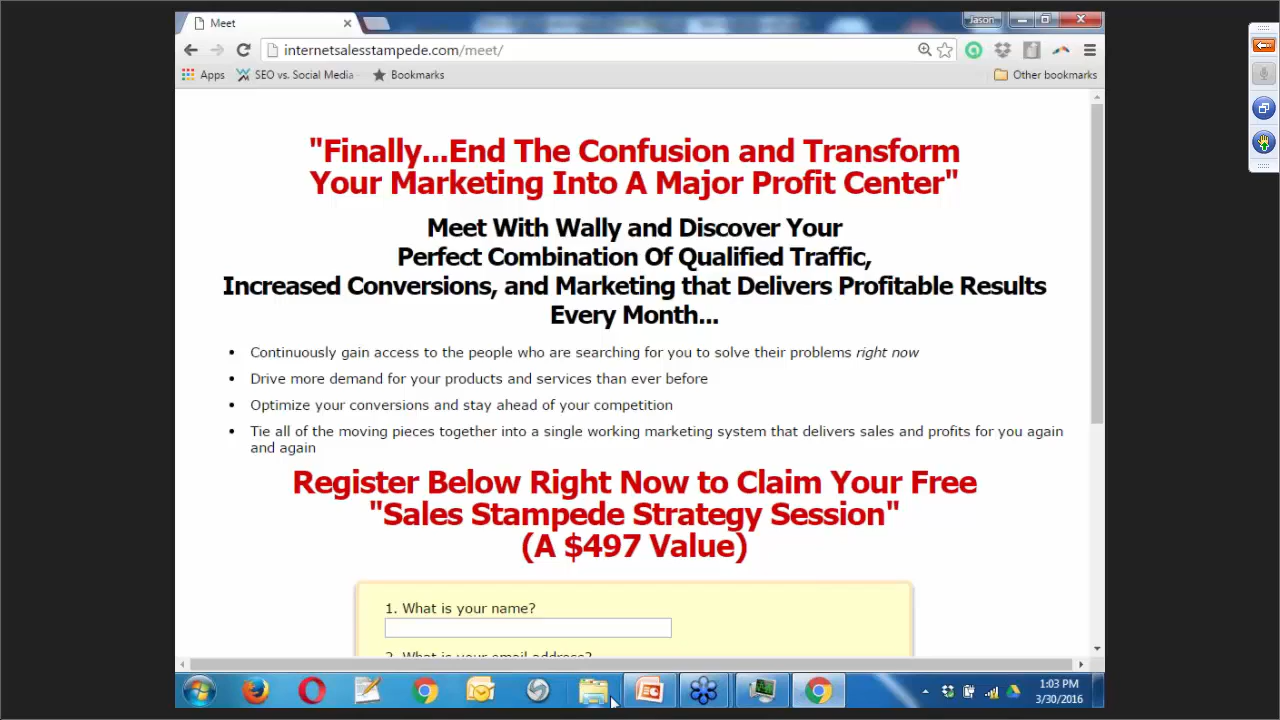 Meet
Jason
internetsalesstampede.com/meet/
Apps
SEO vs. Social Media
Bookmarks
Other bookmarks
"Finally...End The Confusion and Transform
Your Marketing Into A Major Profit Center"
Meet With Wally and Discover Your
Perfect Combination Of Qualified Traffic,
Increased Conversions, and Marketing that Delivers Profitable Results
Every Month...
• Continuously gain access to the people who are searching for you to solve their problems right now
• Drive more demand for your products and services than ever before
• Optimize your conversions and stay ahead of your competition
• Tie all of the moving pieces together into a single working marketing system that delivers sales and profits for you again
and again
Register Below Right Now to Claim Your Free
"Sales Stampede Strategy Session"
(A $497 Value)
1. What is your name?
2. What is your email address?
1:03 PM
3/30/2016